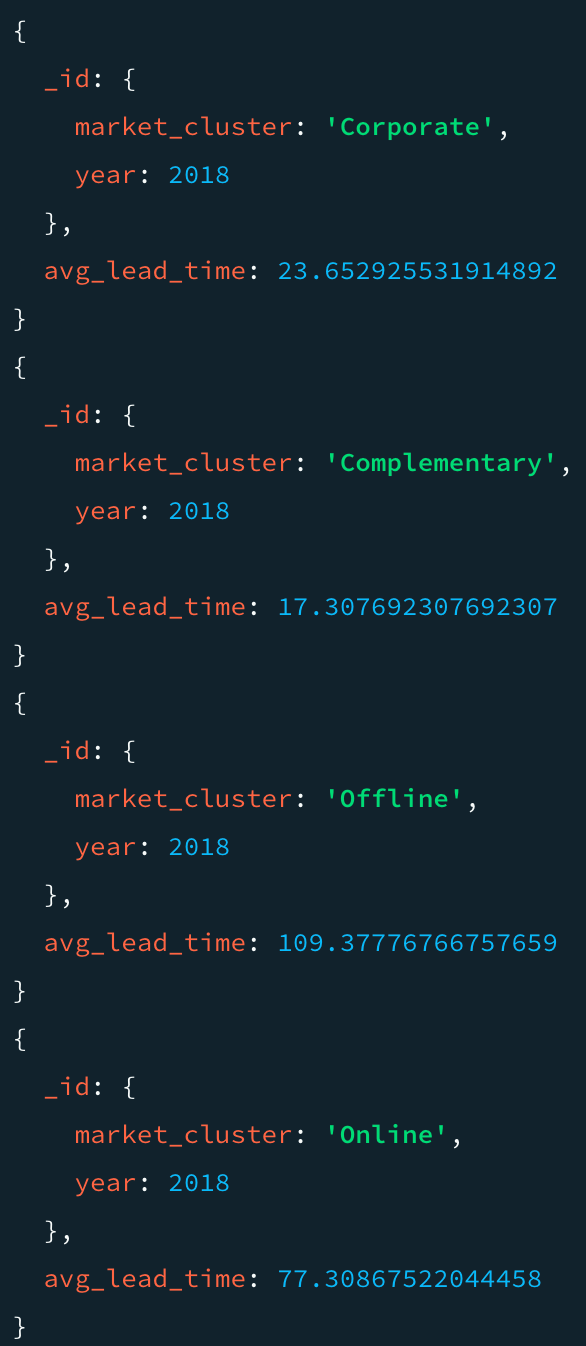 {
  _id: {
    market_cluster: 'Corporate',
    year: 2018
  },
  avg_lead_time: 23.652925531914892
}
{
  _id: {
    market_cluster: 'Complementary',
    year: 2018
  },
  avg_lead_time: 17.307692307692307
}
{
  _id: {
    market_cluster: 'Offline',
    year: 2018
  },
  avg_lead_time: 109.37776766757659
}
{
  _id: {
    market_cluster: 'Online',
    year: 2018
  },
  avg_lead_time: 77.30867522044458
}